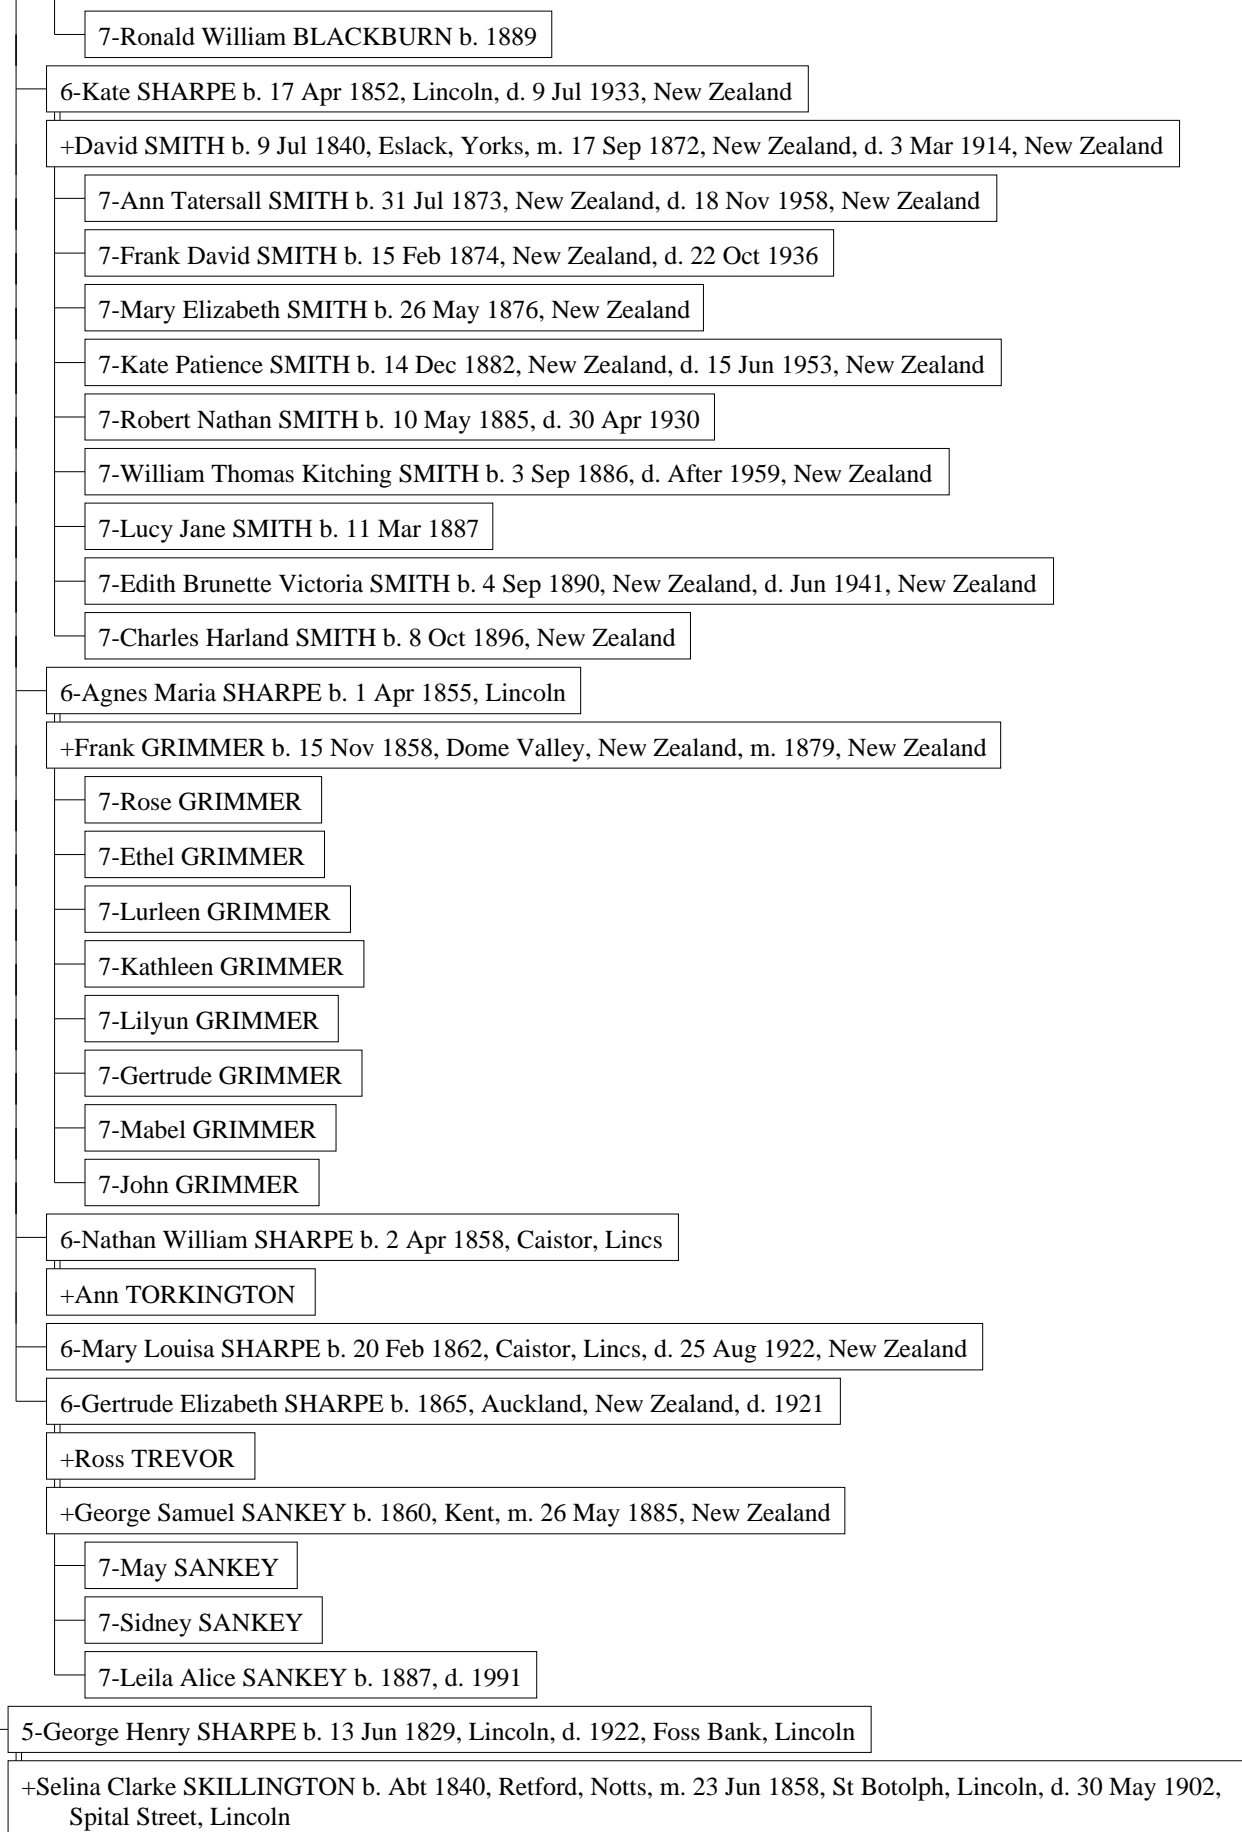 7-Ronald William BLACKBURN b. 1889
6-Kate SHARPE b. 17 Apr 1852, Lincoln, d. 9 Jul 1933, New Zealand
+David SMITH b. 9 Jul 1840, Eslack, Yorks, m. 17 Sep 1872, New Zealand, d. 3 Mar 1914, New Zealand
7-Ann Tatersall SMITH b. 31 Jul 1873, New Zealand, d. 18 Nov 1958, New Zealand
7-Frank David SMITH b. 15 Feb 1874, New Zealand, d. 22 Oct 1936
7-Mary Elizabeth SMITH b. 26 May 1876, New Zealand
7-Kate Patience SMITH b. 14 Dec 1882, New Zealand, d. 15 Jun 1953, New Zealand
7-Robert Nathan SMITH b. 10 May 1885, d. 30 Apr 1930
7-William Thomas Kitching SMITH b. 3 Sep 1886, d. After 1959, New Zealand
7-Lucy Jane SMITH b. 11 Mar 1887
7-Edith Brunette Victoria SMITH b. 4 Sep 1890, New Zealand, d. Jun 1941, New Zealand
7-Charles Harland SMITH b. 8 Oct 1896, New Zealand
6-Agnes Maria SHARPE b. 1 Apr 1855, Lincoln
+Frank GRIMMER b. 15 Nov 1858, Dome Valley, New Zealand, m. 1879, New Zealand
7-Rose GRIMMER
7-Ethel GRIMMER
7-Lurleen GRIMMER
7-Kathleen GRIMMER
7-Lilyun GRIMMER
7-Gertrude GRIMMER
7-Mabel GRIMMER
7-John GRIMMER
6-Nathan William SHARPE b. 2 Apr 1858, Caistor, Lincs
+Ann TORKINGTON
6-Mary Louisa SHARPE b. 20 Feb 1862, Caistor, Lincs, d. 25 Aug 1922, New Zealand
6-Gertrude Elizabeth SHARPE b. 1865, Auckland, New Zealand, d. 1921
+Ross TREVOR
+George Samuel SANKEY b. 1860, Kent, m. 26 May 1885, New Zealand
7-May SANKEY
7-Sidney SANKEY
7-Leila Alice SANKEY b. 1887, d. 1991
5-George Henry SHARPE b. 13 Jun 1829, Lincoln, d. 1922, Foss Bank, Lincoln
+Selina Clarke SKILLINGTON b. Abt 1840, Retford, Notts, m. 23 Jun 1858, St Botolph, Lincoln, d. 30 May 1902,
Spital Street, Lincoln